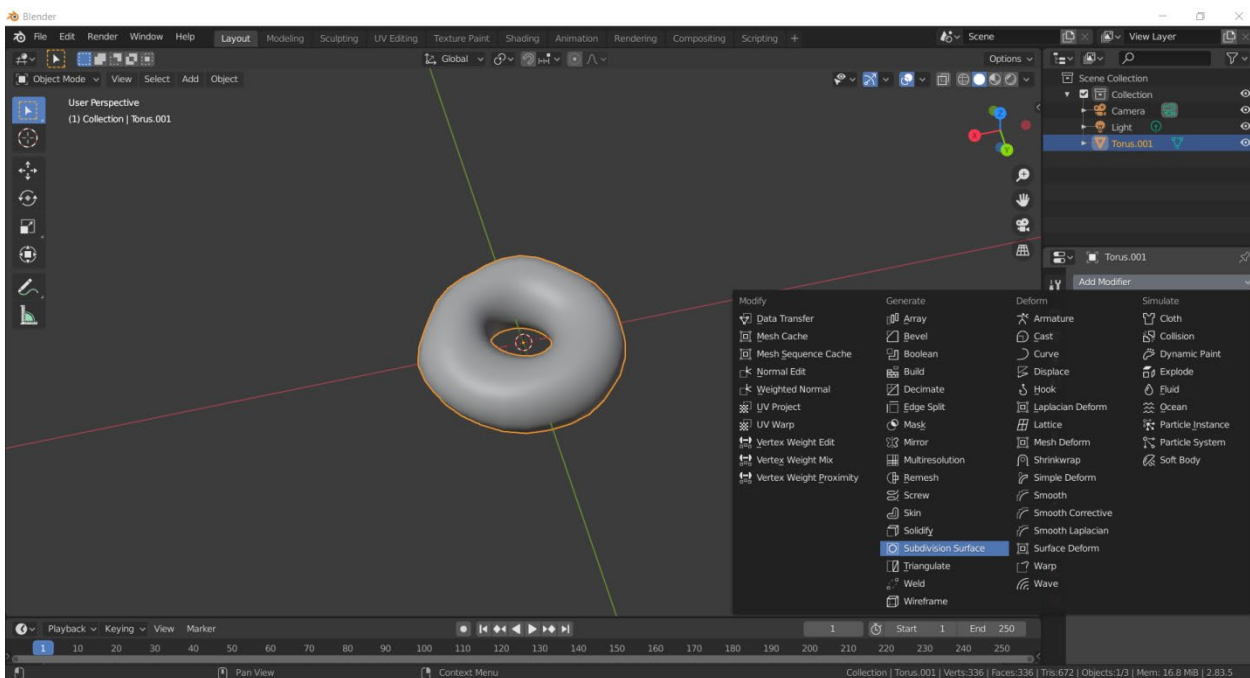 Blender
File Edit Render Window Help Layout Modeling Sculpting UV Editing Texture Paint Shading Animation Rendering Compositing Scripting + Scene View Layer
Global Options
Object Mode View Select Add Object
User Perspective
(1) Collection | Torus.001
X
Y
Z
Scene Collection
Collection
Camera
Light
Torus.001
Torus.001
Add Modifier
Modify
Data Transfer
Mesh Cache
Mesh Sequence Cache
Normal Edit
Weighted Normal
UV Project
UV Warp
Vertex Weight Edit
Vertex Weight Mix
Vertex Weight Proximity
Generate
Array
Bevel
Boolean
Build
Decimate
Edge Split
Mask
Mirror
Multiresolution
Remesh
Screw
Skin
Solidify
Subdivision Surface
Triangulate
Weld
Wireframe
Deform
Armature
Cast
Curve
Displace
Hook
Laplacian Deform
Lattice
Mesh Deform
Shrinkwrap
Simple Deform
Smooth
Smooth Corrective
Smooth Laplacian
Surface Deform
Warp
Wave
Simulate
Cloth
Collision
Dynamic Paint
Explode
Fluid
Ocean
Particle Instance
Particle System
Soft Body
Playback Keying View Marker 1 Start 1 End 250
1 10 20 30 40 50 60 70 80 90 100 110 120 130 140 150 160 170 180 190 200 210 220 230 240 250
Pan View Context Menu Collection | Torus.001 | Verts:336 | Faces:336 | Tris:672 | Objects:1/3 | Mem: 16.8 MiB | 2.83.5